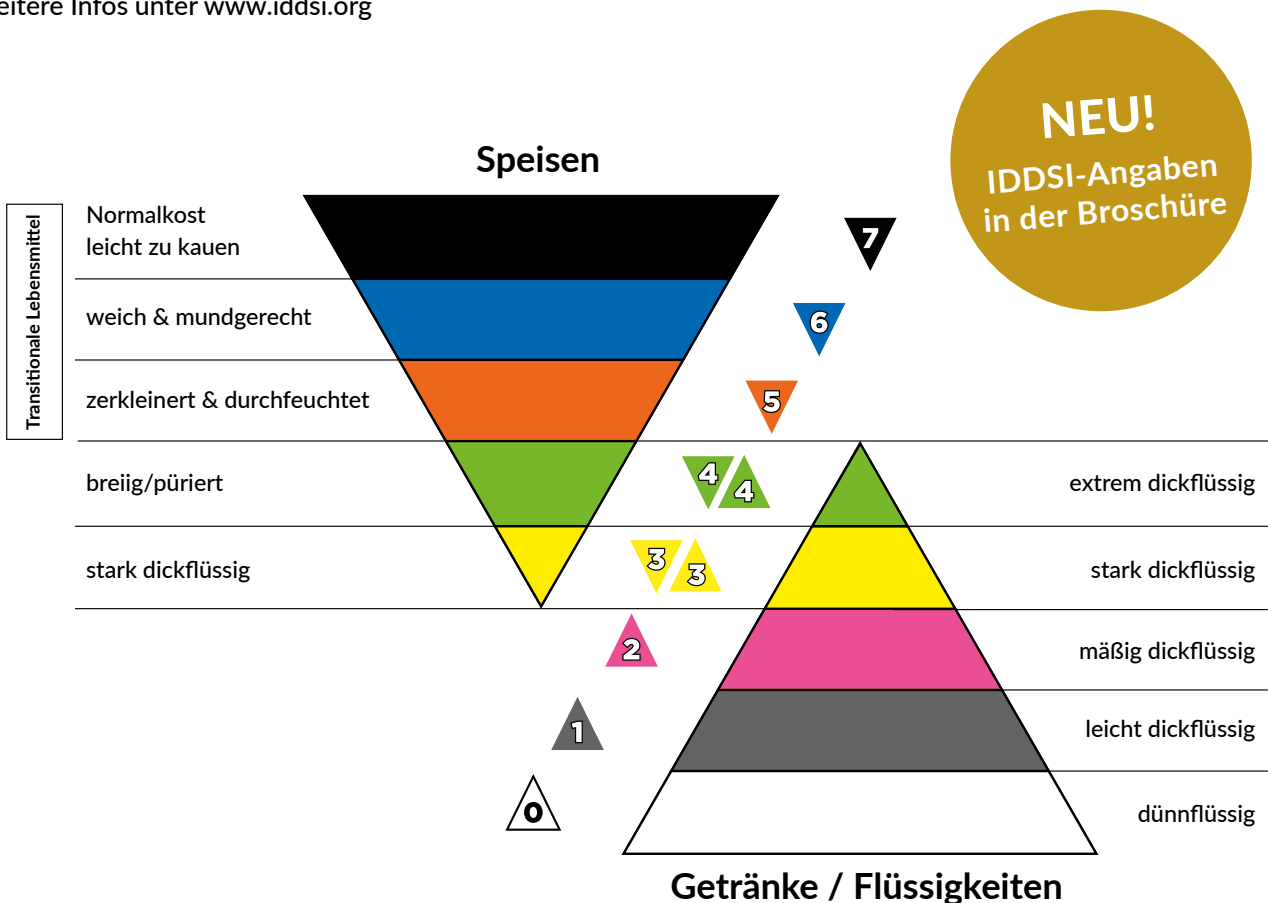 eitere Infos unter www.iddsi.org
NEU!
IDDSI-Angaben
in der Broschüre
Speisen
Transitionale Lebensmittel
Normalkost
leicht zu kauen
7
weich & mundgerecht
6
zerkleinert & durchfeuchtet
5
breiig/püriert
4
4
extrem dickflüssig
stark dickflüssig
3
3
stark dickflüssig
2
mäßig dickflüssig
1
leicht dickflüssig
0
dünnflüssig
Getränke / Flüssigkeiten